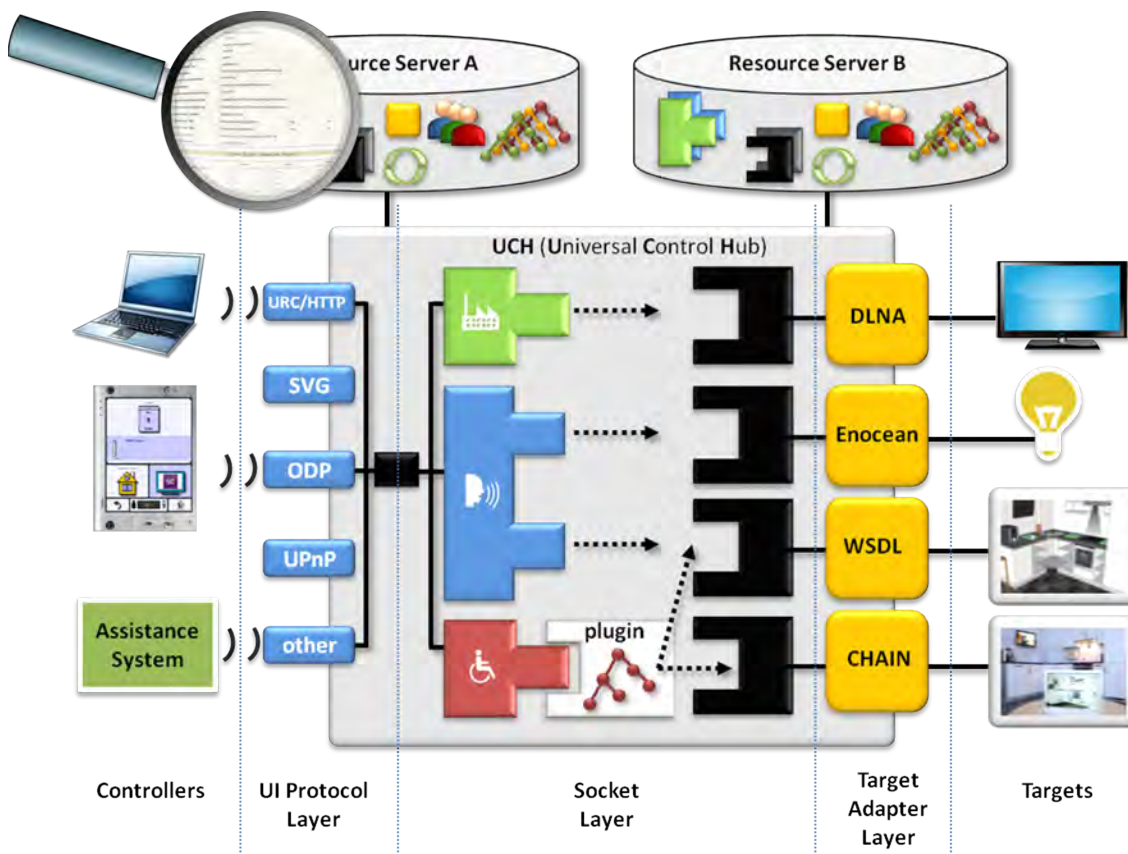 urce Server A
Resource Server B
UCH (Universal Control Hub)
URC/HTTP
SVG
ODP
UPnP
other
Assistance
System
plugin
DLNA
Enocean
WSDL
CHAIN
Controllers
UI Protocol
Layer
Socket
Layer
Target
Adapter
Layer
Targets